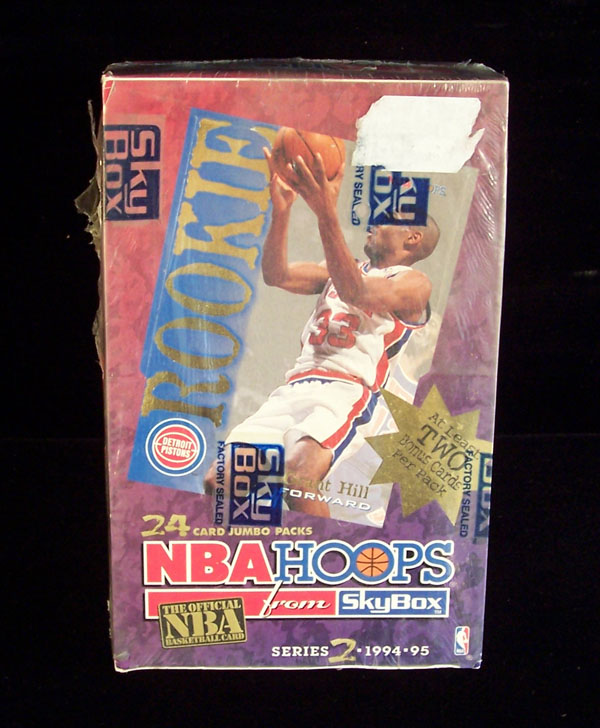 Sky
Box
ROOKIE
FACTORY SEALED
33
DETROIT
PISTONS
At Least
TWO
Bonus Cards
Per Pack
FACTORY SEALED
Sky
Box
FACTORY SEALED
Hill
FORWARD
24 CARD JUMBO PACKS
NBA HOOPS
from SkyBox™
THE OFFICIAL
NBA
BASKETBALL CARD
SERIES 2 • 1994-95